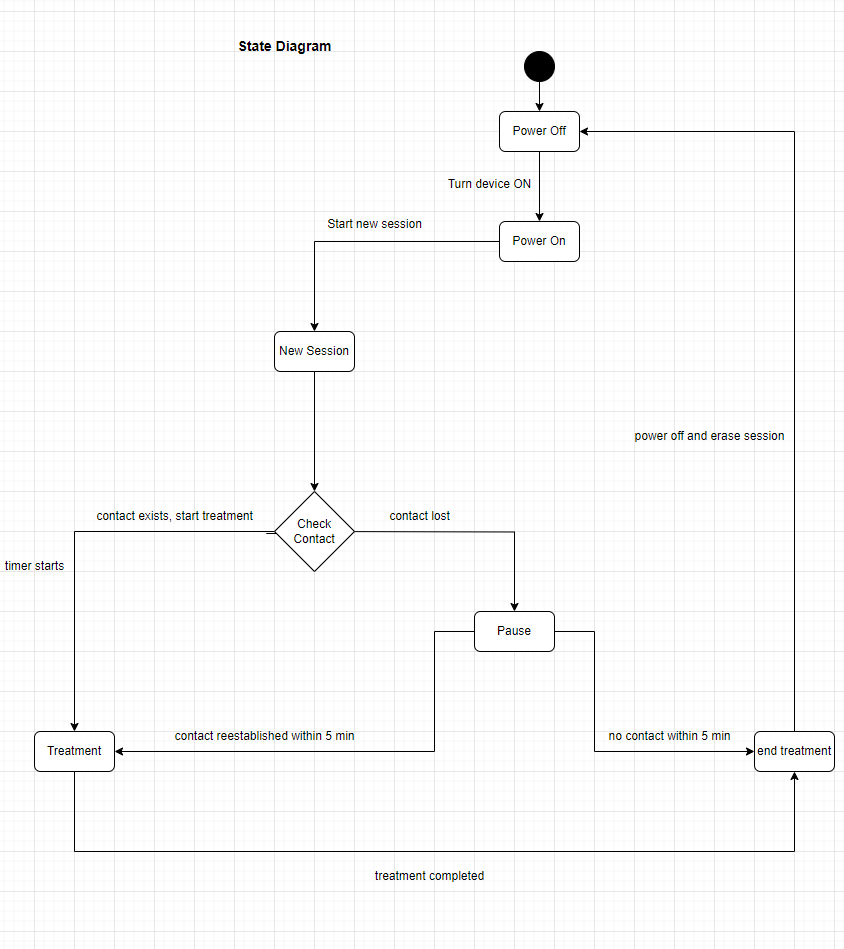 State Diagram
Power Off
Turn device ON
Start new session
Power On
New Session
power off and erase session
contact exists, start treatment
Check
Contact
contact lost
timer starts
Pause
contact reestablished within 5 min
no contact within 5 min
Treatment
end treatment
treatment completed